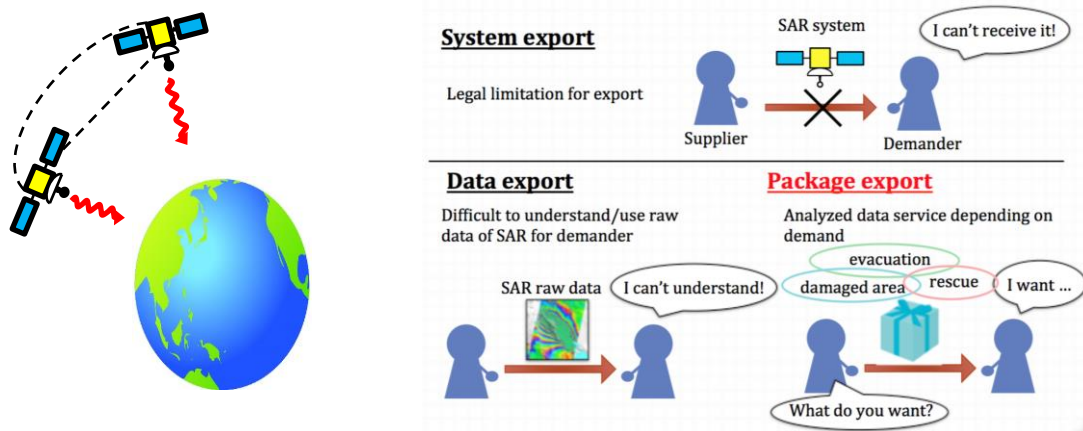 System export
SAR system
I can't receive it!
Legal limitation for export
Supplier
Demander
Data export
Difficult to understand/use raw
data of SAR for demander
SAR raw data
I can't understand!
Package export
Analyzed data service depending on
demand
evacuation
damaged area
rescue
I want ...
What do you want?